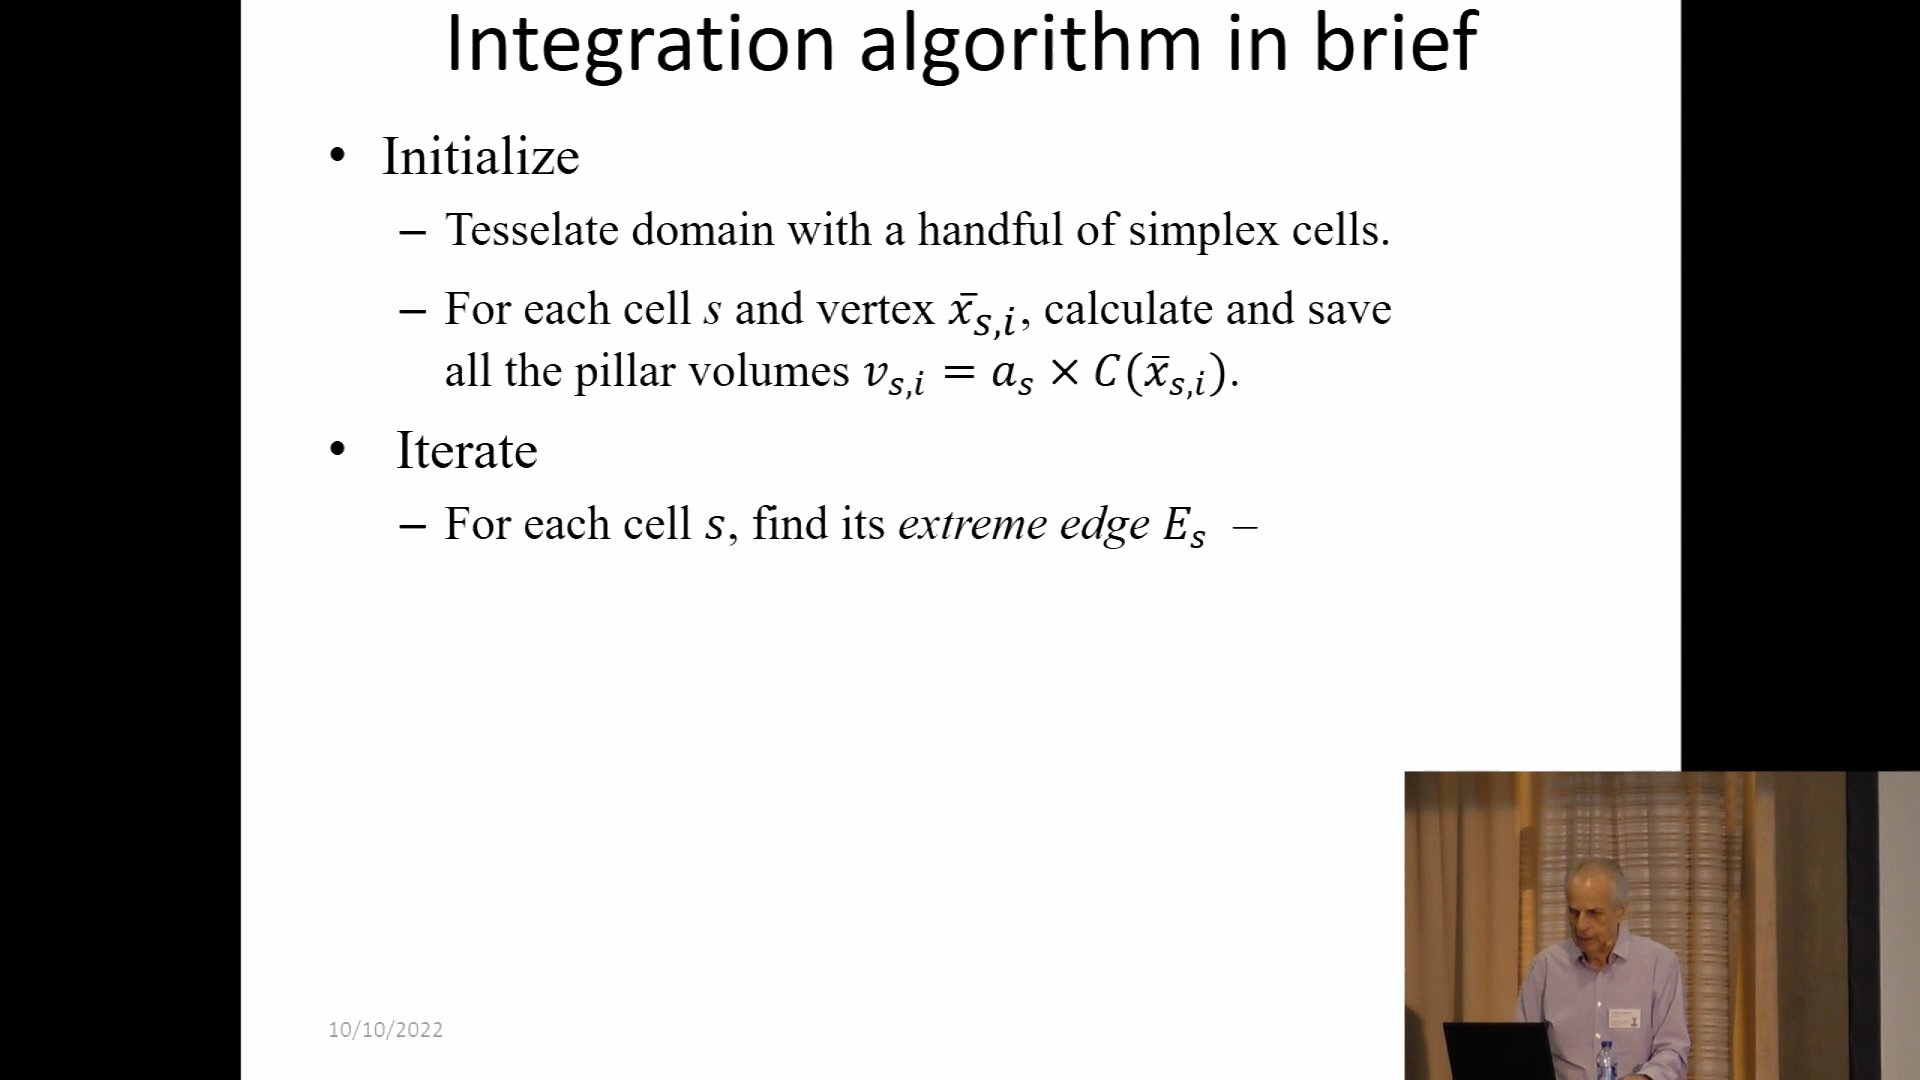 Integration algorithm in brief
• Initialize
– Tesselate domain with a handful of simplex cells.
– For each cell s and vertex x̄ₛ,ᵢ, calculate and save
all the pillar volumes vₛ,ᵢ = aₛ × C(x̄ₛ,ᵢ).
• Iterate
– For each cell s, find its extreme edge Eₛ –
10/10/2022